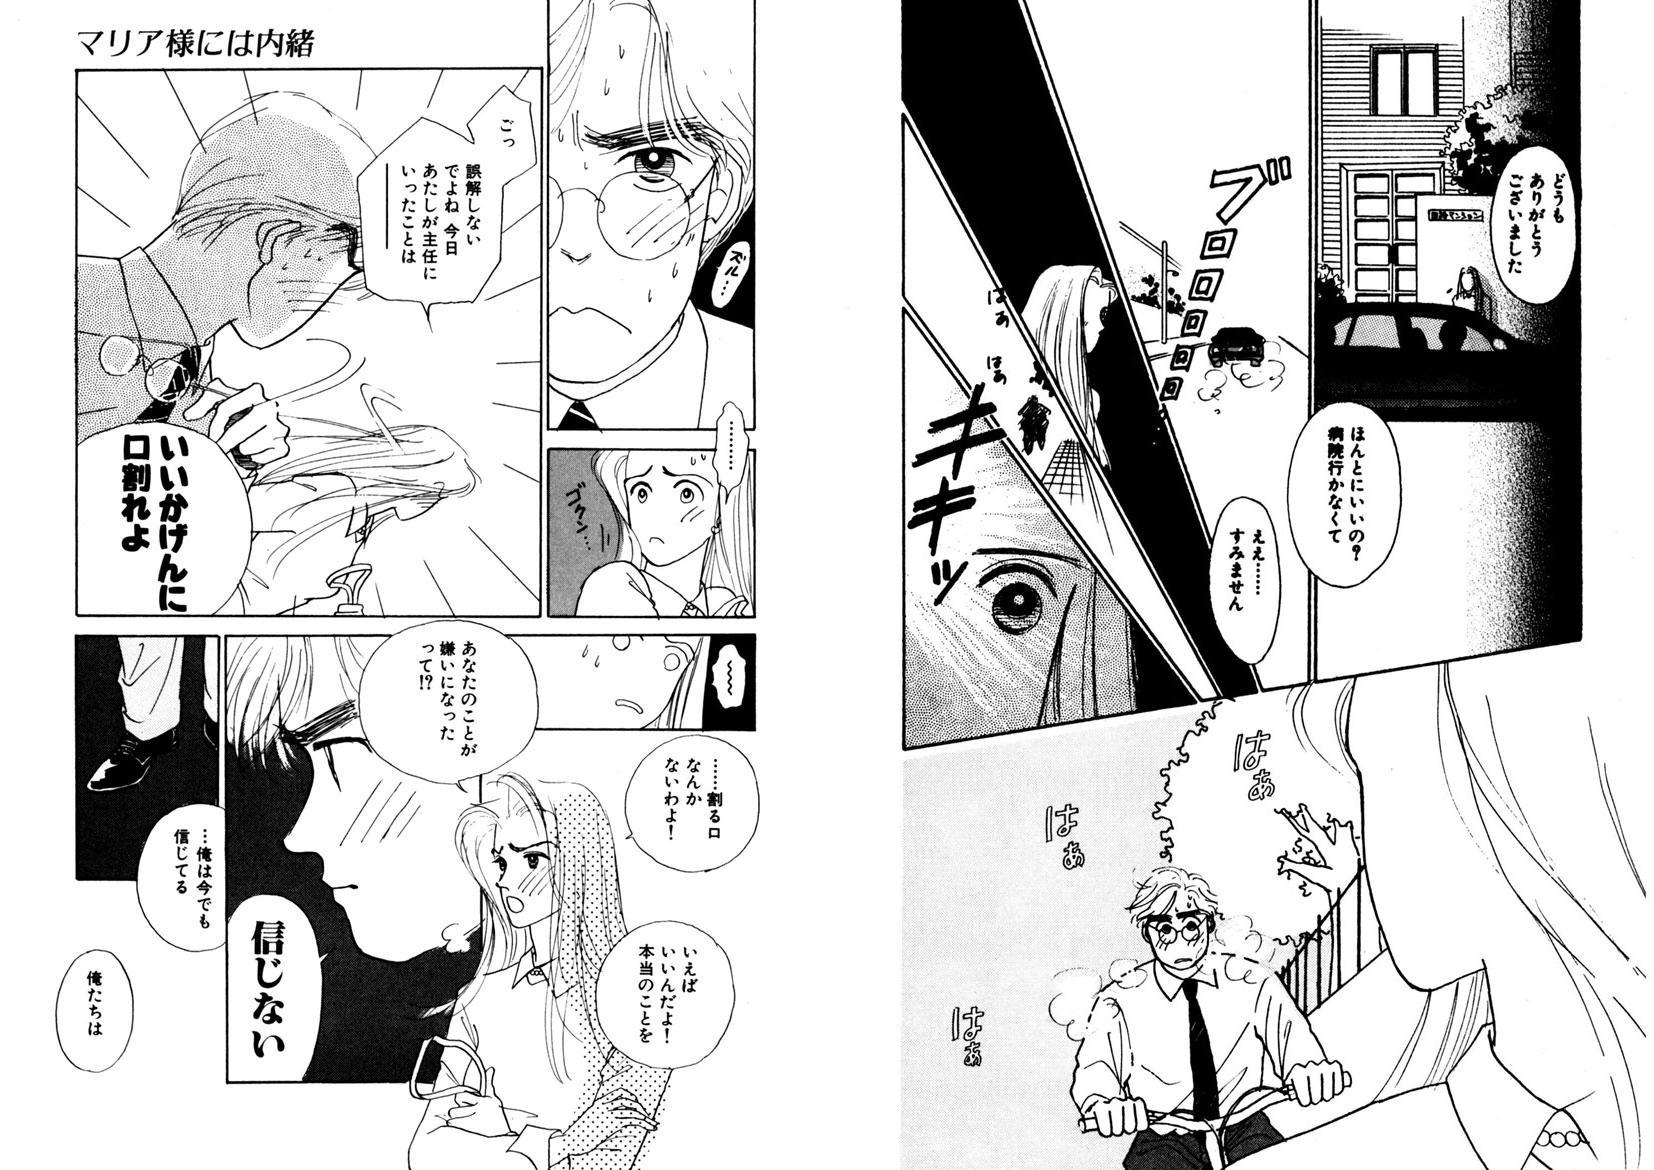 どうも
ありがとう
ございました
ほんとにいいの?
病院行かなくて
ええ……
すみません
ブロロロロロロ
はぁ
はぁ
キキッ
はぁ
はぁ
はぁ
マリア様には内緒
ズル…
………
ゴクン…
ごっ
誤解しない
でよね 今日
あたしが主任に
いったことは
いいかげんに
口割れよ
……割る口
なんか
ないわよ!
いえば
いいんだよ!
本当のことを
あなたのことが
嫌いになった
って!?
信じない
…俺は今でも
信じてる
俺たちは